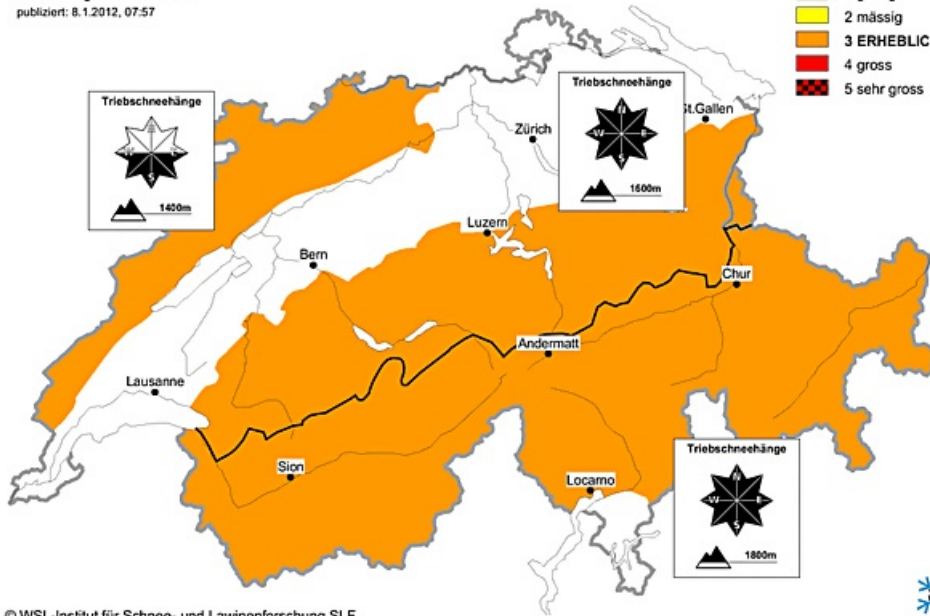 publiziert: 8.1.2012, 07:57
2 mässig
3 ERHEBLIC
4 gross
5 sehr gross
Triebschneehänge
W
S
1400m
Triebschneehänge
N
W
E
S
1600m
St.Gallen
Zürich
Luzern
Bern
Chur
Andermatt
Lausanne
Sion
Locarno
Triebschneehänge
N
W
E
S
1800m
© WSL-Institut für Schnee- und Lawinenforschung SLF